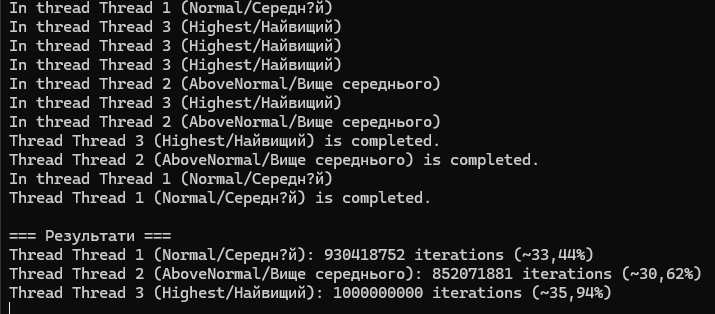 In thread Thread 1 (Normal/Середн?й)
In thread Thread 3 (Highest/Найвищий)
In thread Thread 3 (Highest/Найвищий)
In thread Thread 3 (Highest/Найвищий)
In thread Thread 2 (AboveNormal/Вище середнього)
In thread Thread 3 (Highest/Найвищий)
In thread Thread 2 (AboveNormal/Вище середнього)
Thread Thread 3 (Highest/Найвищий) is completed.
Thread Thread 2 (AboveNormal/Вище середнього) is completed.
In thread Thread 1 (Normal/Середн?й)
Thread Thread 1 (Normal/Середн?й) is completed.
=== Результати ===
Thread Thread 1 (Normal/Середн?й): 930418752 iterations (~33,44%)
Thread Thread 2 (AboveNormal/Вище середнього): 852071881 iterations (~30,62%)
Thread Thread 3 (Highest/Найвищий): 1000000000 iterations (~35,94%)